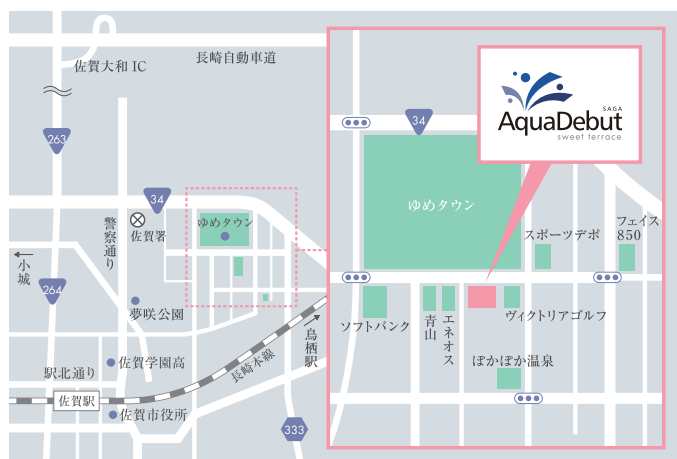 佐賀大和 IC
長崎自動車道
263
34
警察通り
佐賀署
ゆめタウン
小城
264
夢咲公園
佐賀学園高
駅北通り
佐賀駅
佐賀市役所
長崎本線
鳥栖駅
333
34
SAGA
AquaDebut
sweet terrace
ゆめタウン
スポーツデポ
フェイス
850
ソフトバンク
青山
エネオス
ヴィクトリアゴルフ
ぽかぽか温泉